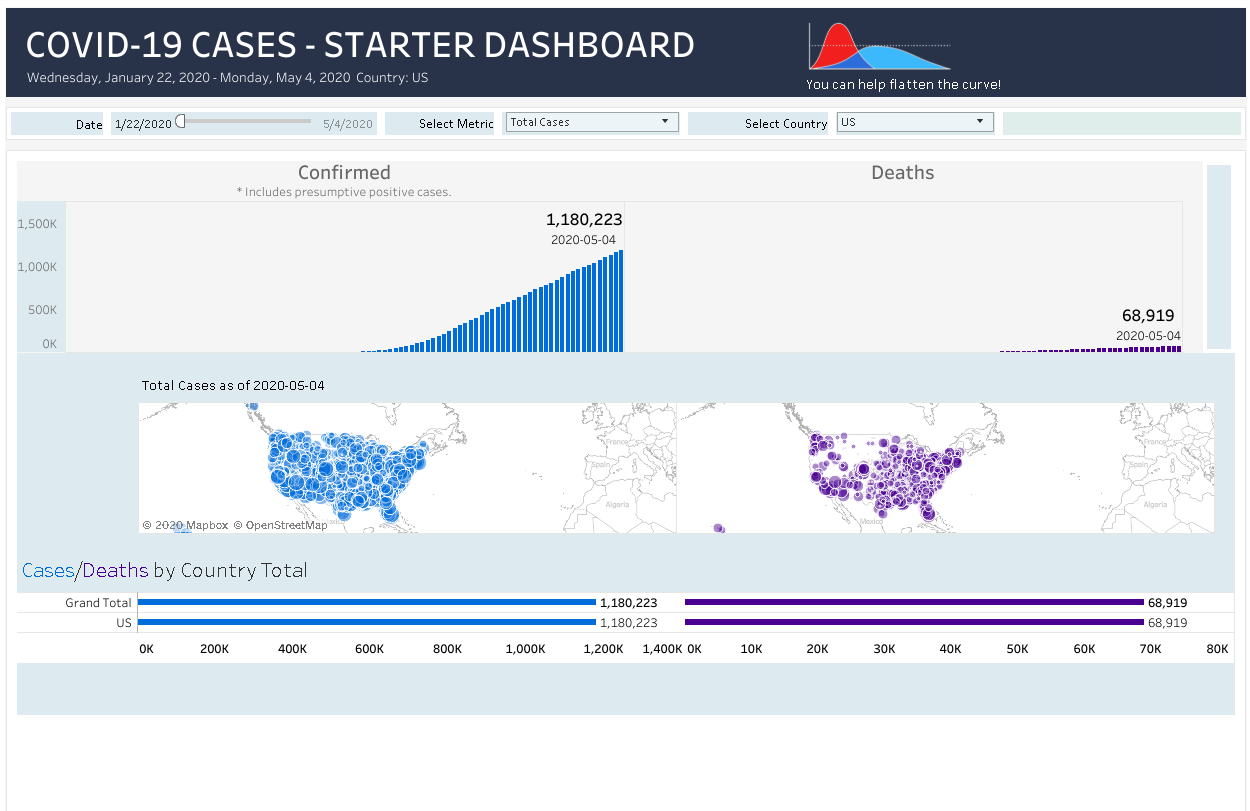 COVID-19 CASES - STARTER DASHBOARD
Wednesday, January 22, 2020 - Monday, May 4, 2020 Country: US
You can help flatten the curve!
Date 1/22/2020 5/4/2020 Select Metric Total Cases Select Country US
Confirmed Deaths
* Includes presumptive positive cases.
1,500K
1,180,223
2020-05-04
1,000K
500K
68,919
2020-05-04
0K
Total Cases as of 2020-05-04
France France
Spain Spain
Algeria Algeria
Mexico
© 2020 Mapbox © OpenStreetMap
Cases/Deaths by Country Total
Grand Total 1,180,223 68,919
US 1,180,223 68,919
0K 200K 400K 600K 800K 1,000K 1,200K 1,400K 0K 10K 20K 30K 40K 50K 60K 70K 80K